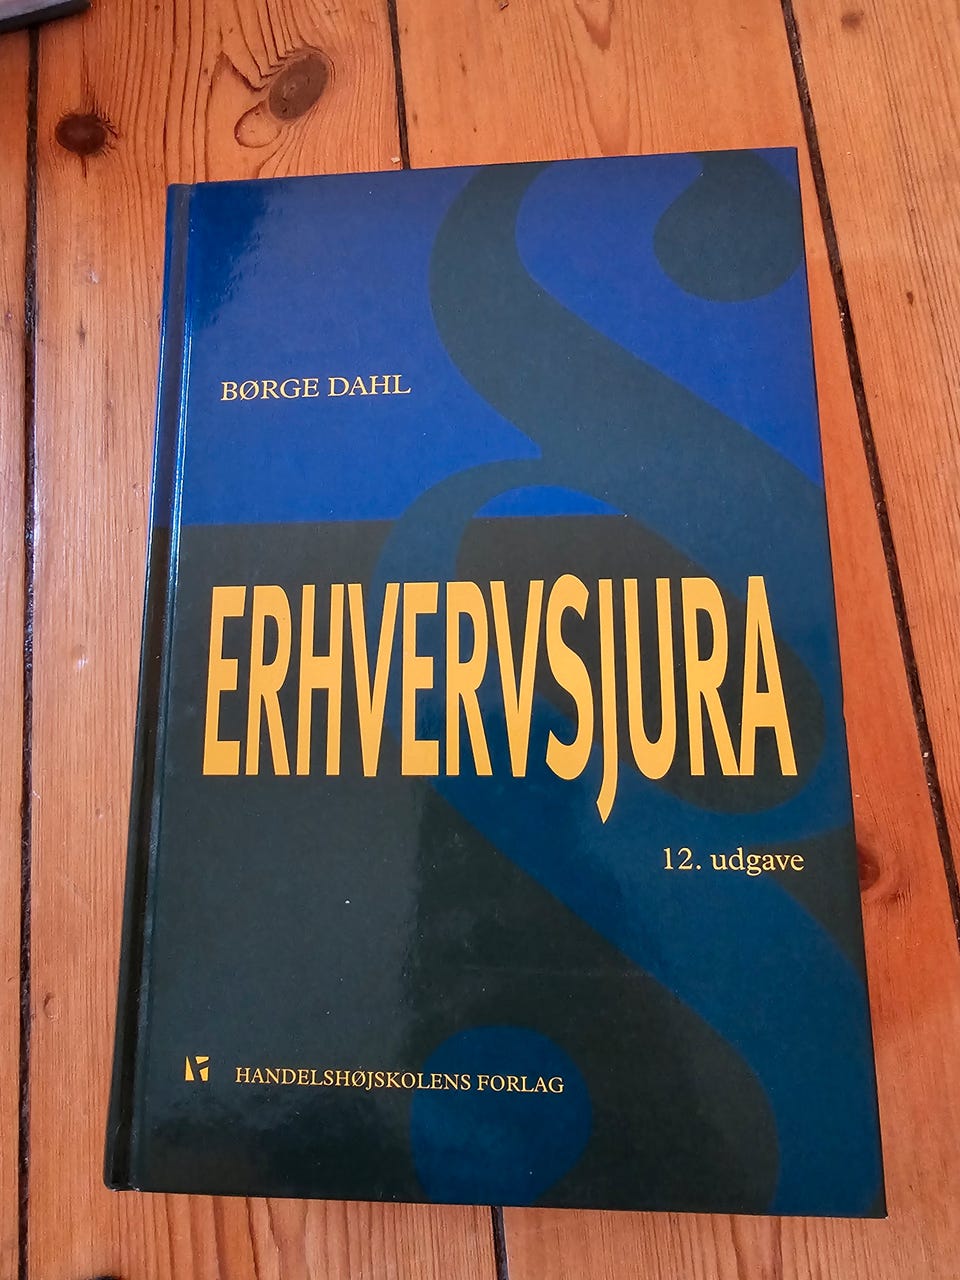 BØRGE DAHL
ERHVERVSJURA
12. udgave
HANDELSHØJSKOLENS FORLAG